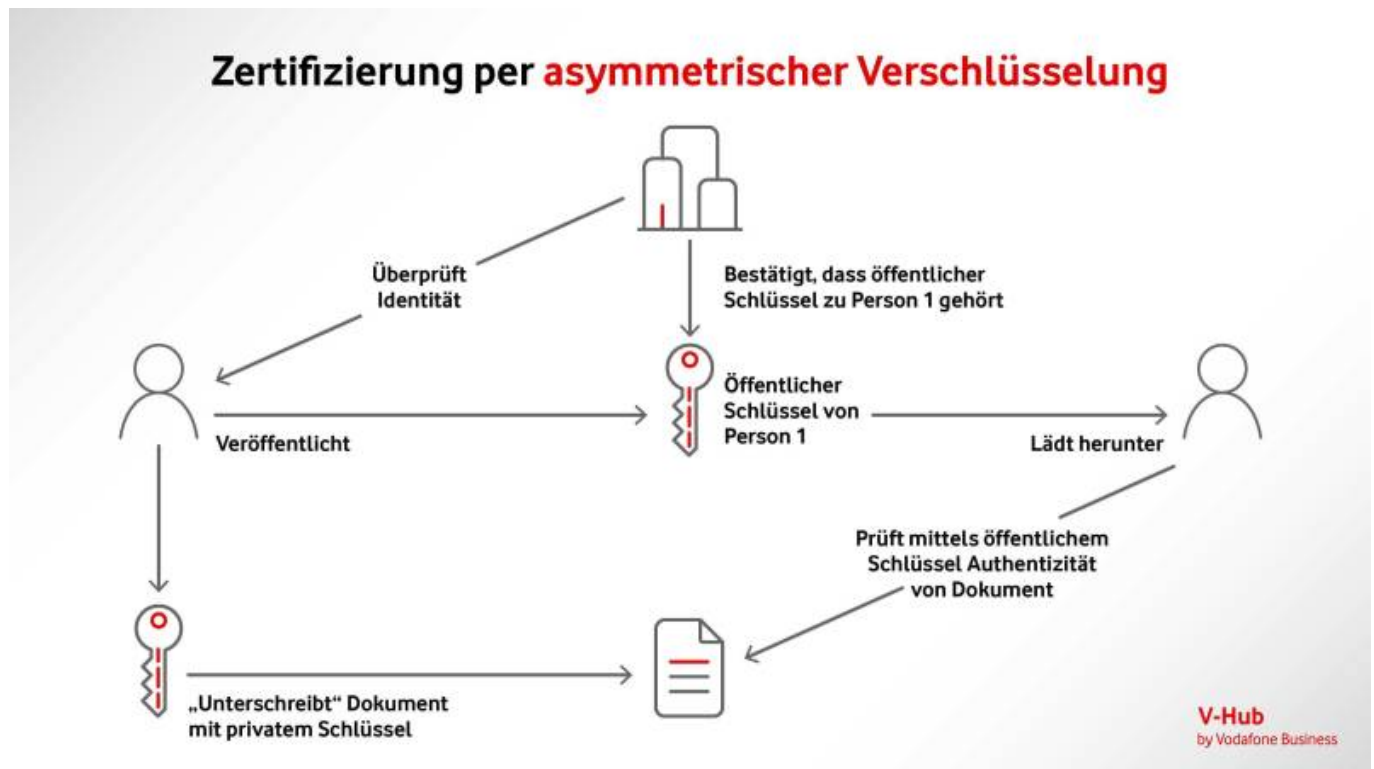 Zertifizierung per asymmetrischer Verschlüsselung
Überprüft
Identität
Bestätigt, dass öffentlicher
Schlüssel zu Person 1 gehört
Veröffentlicht
Öffentlicher
Schlüssel von
Person 1
Lädt herunter
Prüft mittels öffentlichem
Schlüssel Authentizität
von Dokument
„Unterschreibt“ Dokument
mit privatem Schlüssel
V-Hub
by Vodafone Business